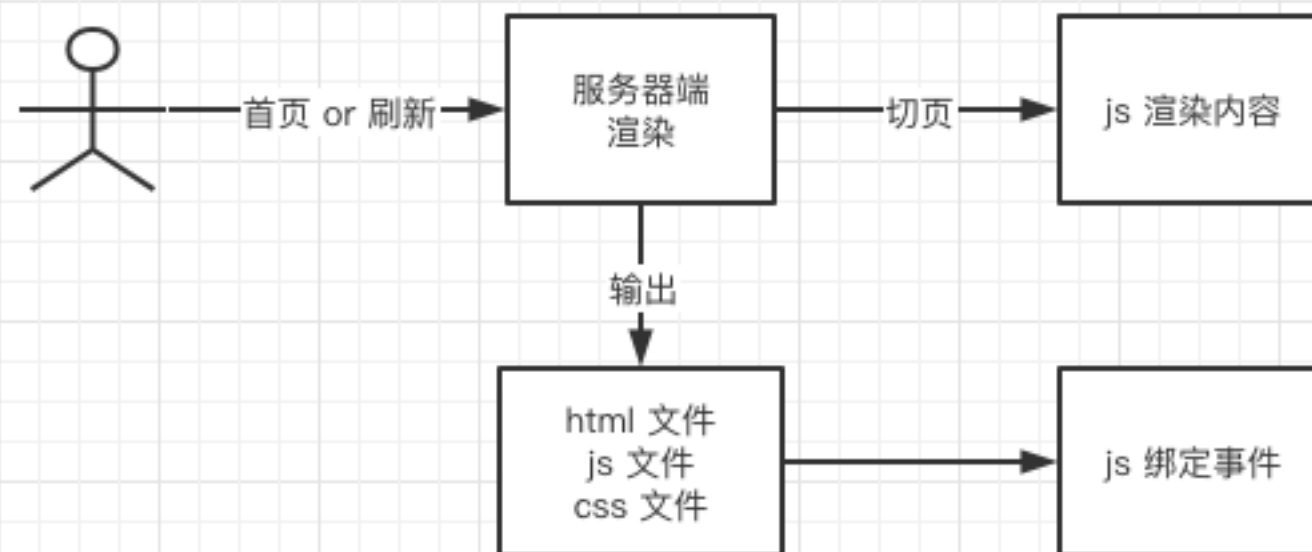 首页 or 刷新
服务器端
渲染
切页
js 渲染内容
输出
html 文件
js 文件
css 文件
js 绑定事件